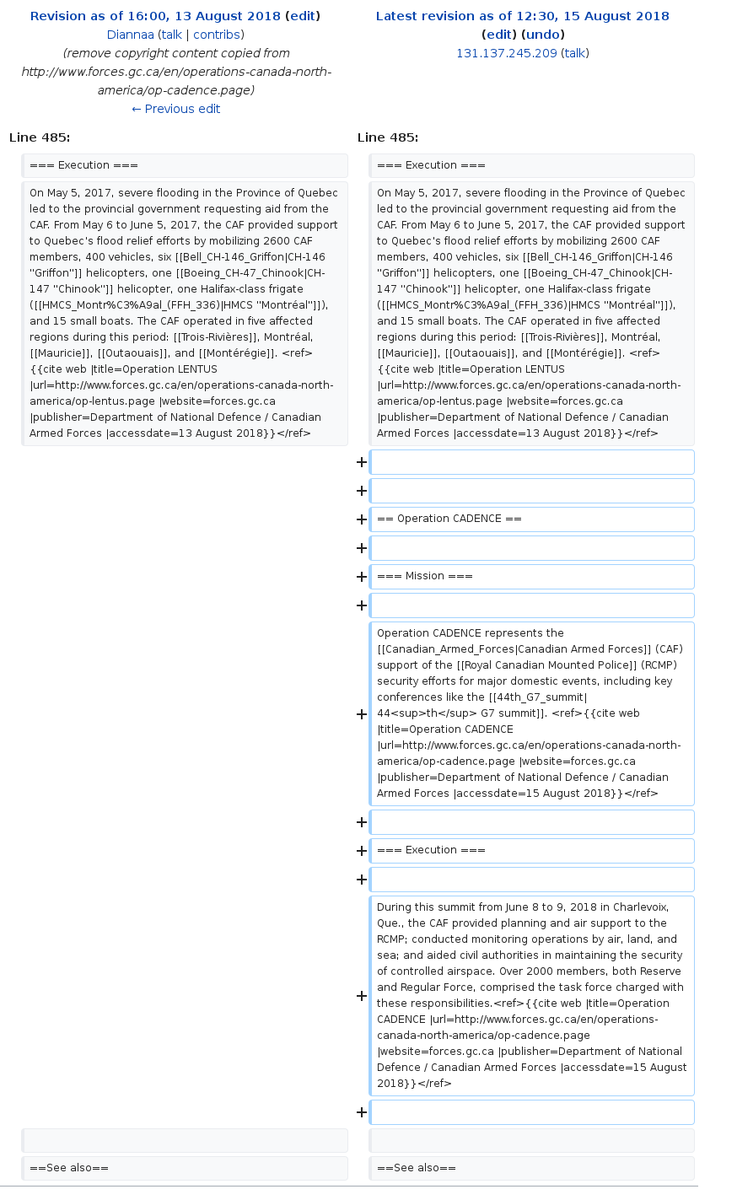 Revision as of 16:00, 13 August 2018 (edit)
Diannaa (talk | contribs)
(remove copyright content copied from
http://www.forces.gc.ca/en/operations-canada-north-
america/op-cadence.page)
← Previous edit
Latest revision as of 12:30, 15 August 2018
(edit) (undo)
131.137.245.209 (talk)
Line 485:
Line 485:
=== Execution ===
=== Execution ===
On May 5, 2017, severe flooding in the Province of Quebec
led to the provincial government requesting aid from the
CAF. From May 6 to June 5, 2017, the CAF provided support
to Quebec's flood relief efforts by mobilizing 2600 CAF
members, 400 vehicles, six [[Bell_CH-146_Griffon|CH-146
"Griffon"]] helicopters, one [[Boeing_CH-47_Chinook|CH-
147 "Chinook"]] helicopter, one Halifax-class frigate
([[HMCS_Montr%C3%A9al_(FFH_336)|HMCS "Montréal"]]),
and 15 small boats. The CAF operated in five affected
regions during this period: [[Trois-Rivières]], Montréal,
[[Mauricie]], [[Outaouais]], and [[Montérégie]]. <ref>
{{cite web |title=Operation LENTUS
|url=http://www.forces.gc.ca/en/operations-canada-north-
america/op-lentus.page |website=forces.gc.ca
|publisher=Department of National Defence / Canadian
Armed Forces |accessdate=13 August 2018}}</ref>
On May 5, 2017, severe flooding in the Province of Quebec
led to the provincial government requesting aid from the
CAF. From May 6 to June 5, 2017, the CAF provided support
to Quebec's flood relief efforts by mobilizing 2600 CAF
members, 400 vehicles, six [[Bell_CH-146_Griffon|CH-146
"Griffon"]] helicopters, one [[Boeing_CH-47_Chinook|CH-
147 "Chinook"]] helicopter, one Halifax-class frigate
([[HMCS_Montr%C3%A9al_(FFH_336)|HMCS "Montréal"]]),
and 15 small boats. The CAF operated in five affected
regions during this period: [[Trois-Rivières]], Montréal,
[[Mauricie]], [[Outaouais]], and [[Montérégie]]. <ref>
{{cite web |title=Operation LENTUS
|url=http://www.forces.gc.ca/en/operations-canada-north-
america/op-lentus.page |website=forces.gc.ca
|publisher=Department of National Defence / Canadian
Armed Forces |accessdate=13 August 2018}}</ref>
+
+
+ == Operation CADENCE ==
+
+ === Mission ===
+
Operation CADENCE represents the
[[Canadian_Armed_Forces|Canadian Armed Forces]] (CAF)
support of the [[Royal Canadian Mounted Police]] (RCMP)
security efforts for major domestic events, including key
conferences like the [[44th_G7_summit|
+ 44<sup>th</sup> G7 summit]]. <ref>{{cite web
|title=Operation CADENCE
|url=http://www.forces.gc.ca/en/operations-canada-north-
america/op-cadence.page |website=forces.gc.ca
|publisher=Department of National Defence / Canadian
Armed Forces |accessdate=15 August 2018}}</ref>
+
+ === Execution ===
+
During this summit from June 8 to 9, 2018 in Charlevoix,
Que., the CAF provided planning and air support to the
RCMP; conducted monitoring operations by air, land, and
sea; and aided civil authorities in maintaining the security
of controlled airspace. Over 2000 members, both Reserve
and Regular Force, comprised the task force charged with
+ these responsibilities.<ref>{{cite web |title=Operation
CADENCE |url=http://www.forces.gc.ca/en/operations-
canada-north-america/op-cadence.page
|website=forces.gc.ca |publisher=Department of National
Defence / Canadian Armed Forces |accessdate=15 August
2018}}</ref>
+
==See also==
==See also==